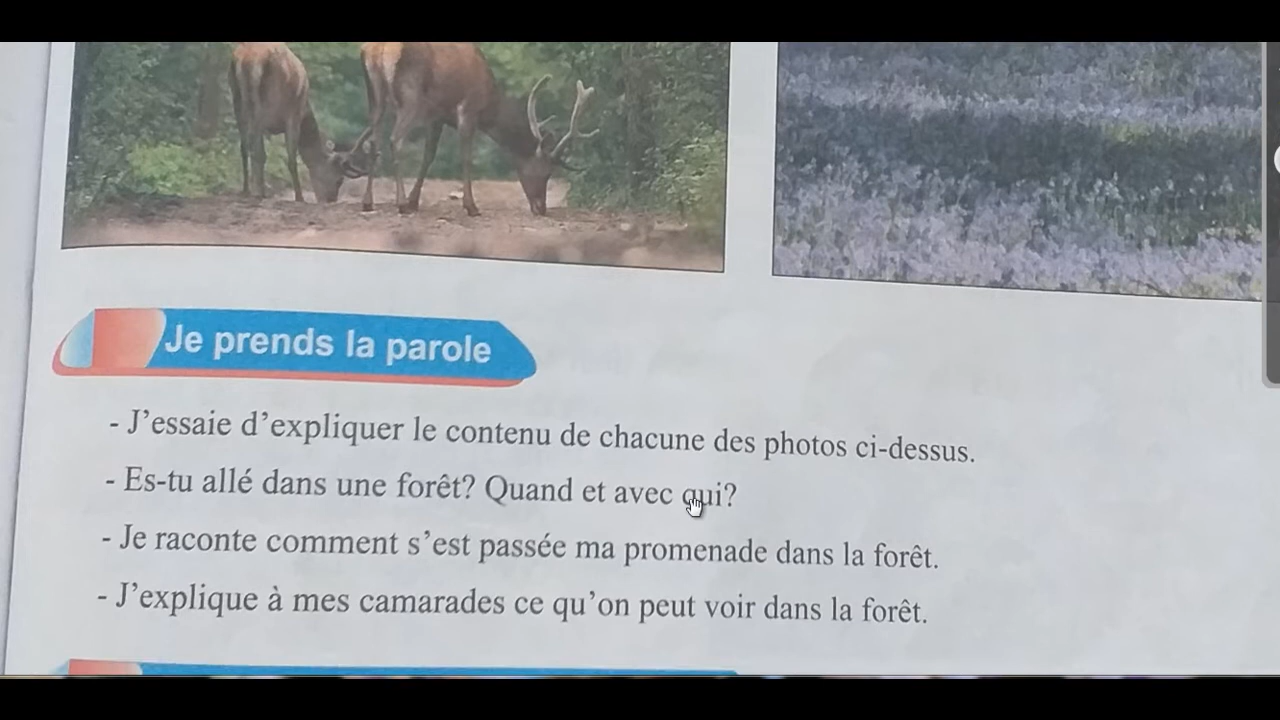 Je prends la parole
- J'essaie d'expliquer le contenu de chacune des photos ci-dessus.
- Es-tu allé dans une forêt? Quand et avec qui?
- Je raconte comment s'est passée ma promenade dans la forêt.
- J'explique à mes camarades ce qu'on peut voir dans la forêt.